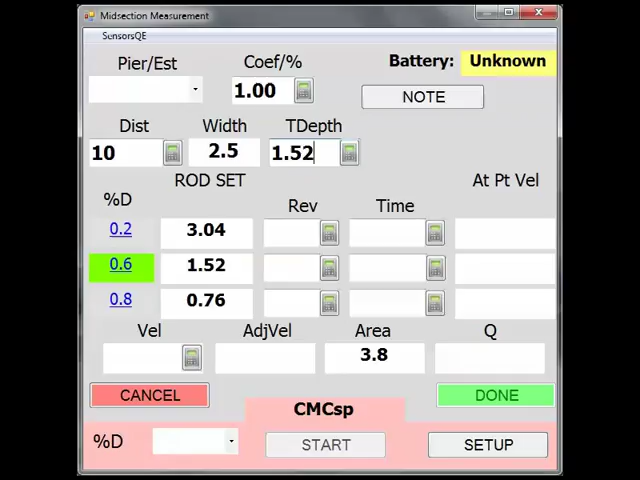 Midsection Measurement
SensorsQE
Pier/Est Coef/% Battery: Unknown
1.00 NOTE
Dist Width TDepth
10 2.5 1.52
ROD SET At Pt Vel
%D Rev Time
0.2 3.04
0.6 1.52
0.8 0.76
Vel AdjVel Area Q
3.8
CANCEL DONE
CMCsp
%D START SETUP